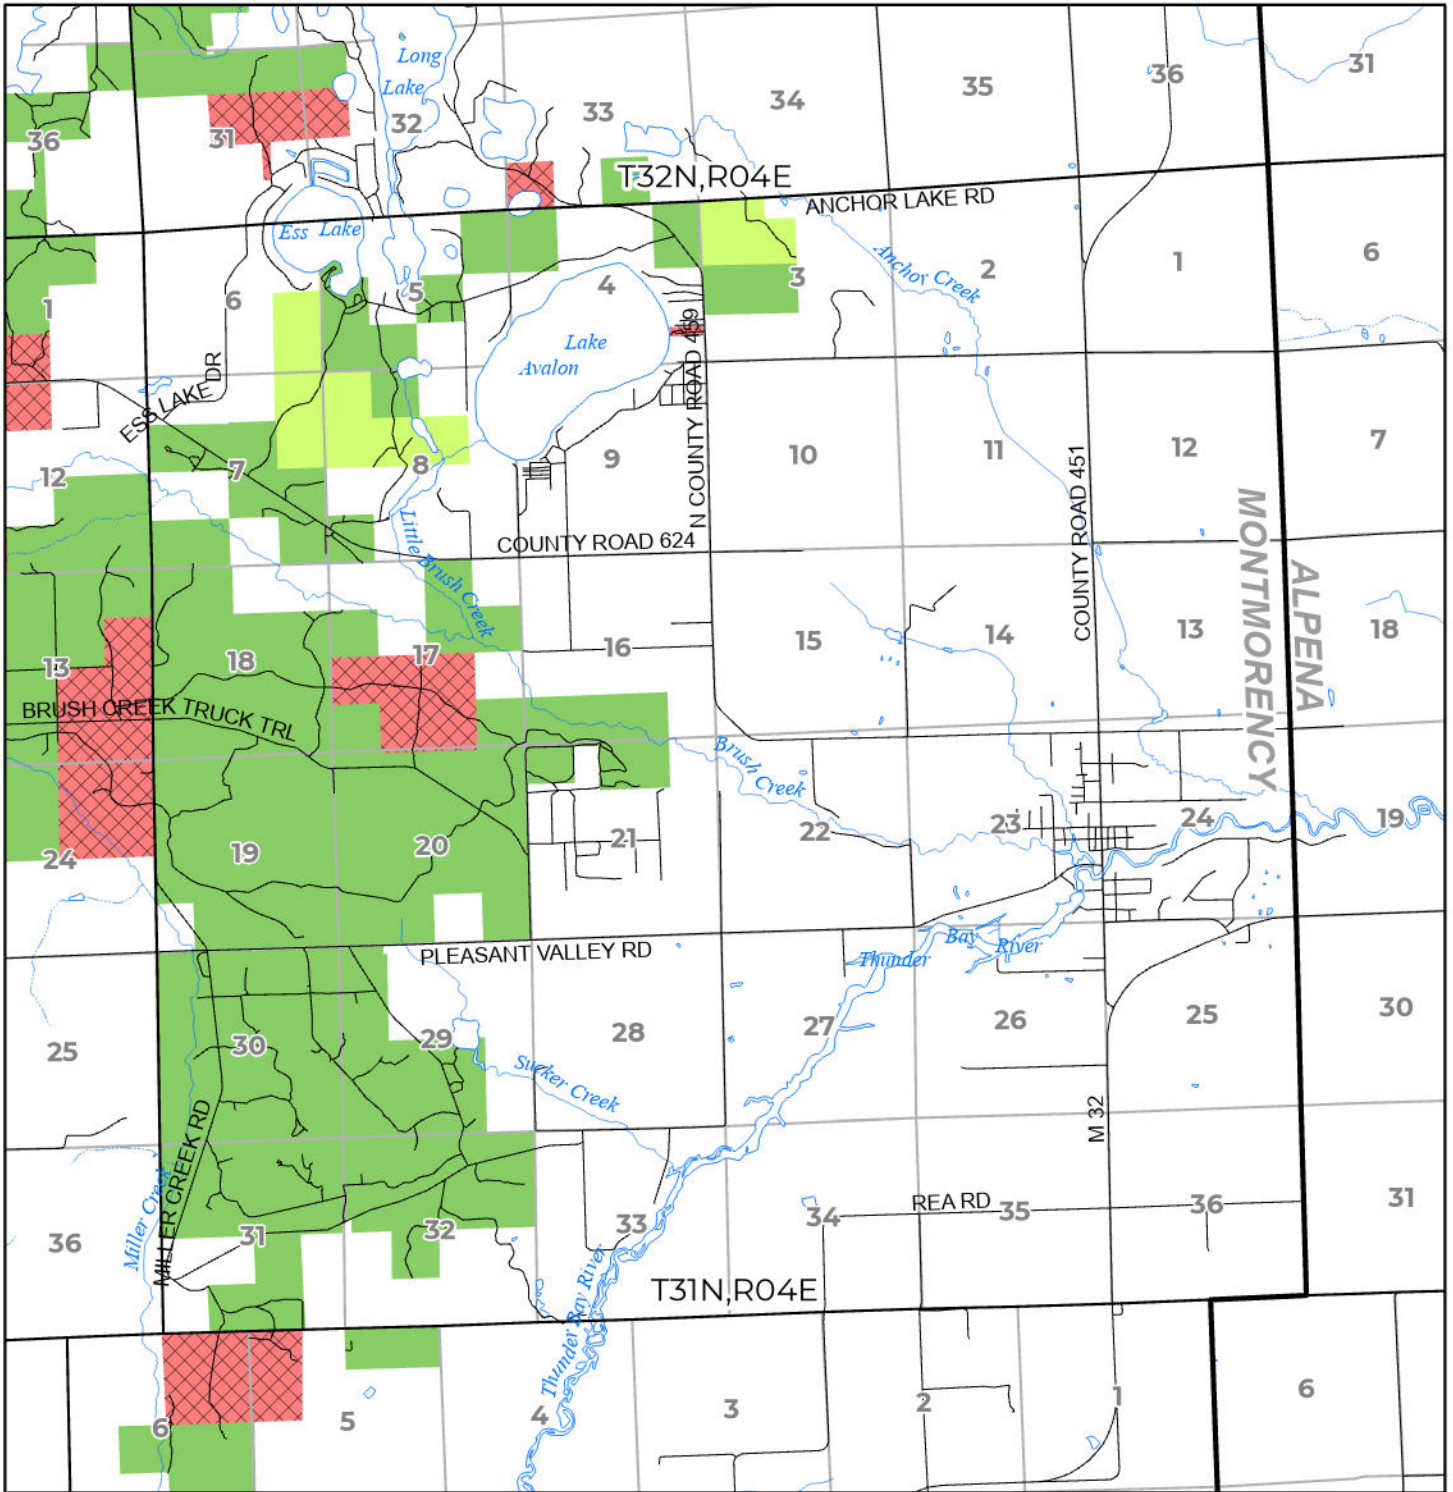 Long
Lake
31
36
35
34
33
32
36
31
T32N,R04E
ANCHOR LAKE RD
Ess Lake
Anchor Creek
1
6
5
4
3
2
1
6
Lake
Avalon
N COUNTY ROAD 459
ESS LAKE DR
12
7
8
9
10
11
12
7
COUNTY ROAD 451
Little Brush Creek
COUNTY ROAD 624
MONTMORENCY
ALPENA
13
18
17
16
15
14
13
18
BRUSH CREEK TRUCK TRL
Brush Creek
24
19
20
21
22
23
24
19
PLEASANT VALLEY RD
Thunder Bay River
25
30
29
28
27
26
25
30
Sucker Creek
M 32
MILLER CREEK RD
Miller Creek
REA RD
36
31
32
33
34
35
36
31
Thunder Bay River
T31N,R04E
6
5
4
3
2
1
6